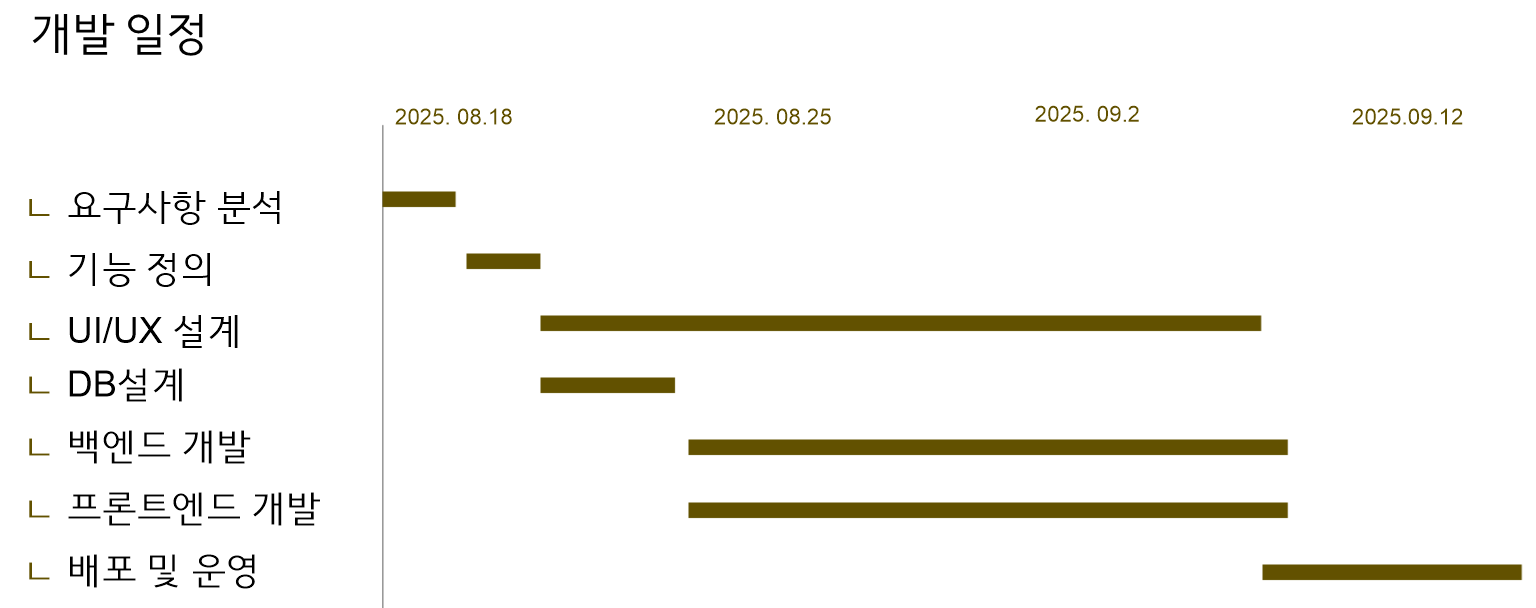 개발 일정
2025. 08.18
2025. 08.25
2025. 09.2
2025.09.12
ㄴ 요구사항 분석
ㄴ 기능 정의
ㄴ UI/UX 설계
ㄴ DB설계
ㄴ 백엔드 개발
ㄴ 프론트엔드 개발
ㄴ 배포 및 운영